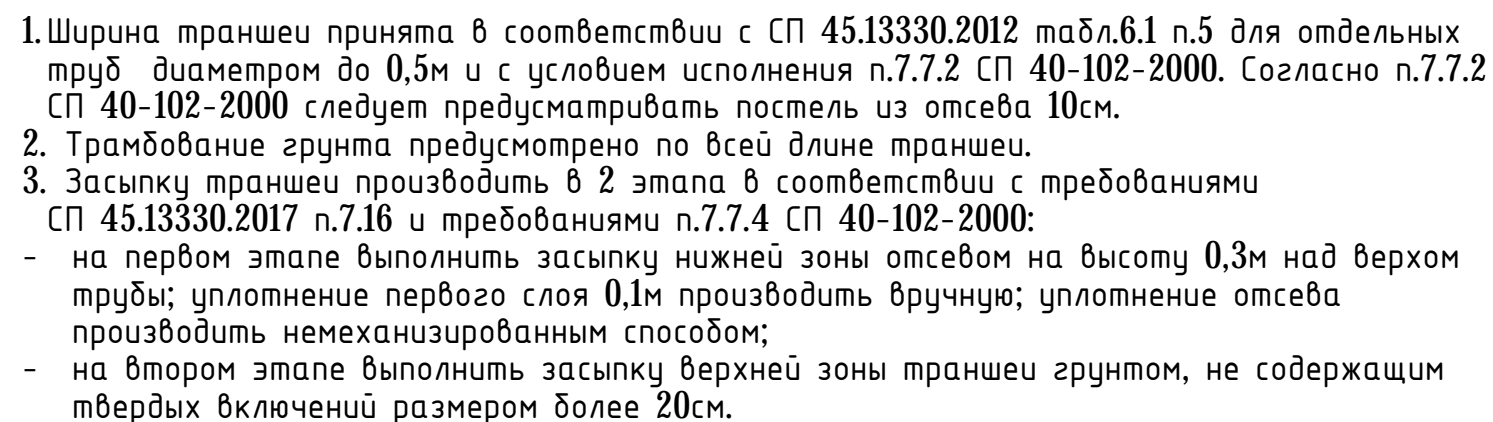 1.Ширина траншеи принята в соответствии с СП 45.13330.2012 табл.6.1 п.5 для отдельных
труб диаметром до 0,5м и с условием исполнения п.7.7.2 СП 40-102-2000. Согласно п.7.7.2
СП 40-102-2000 следует предусматривать постель из отсева 10см.
2. Трамбование грунта предусмотрено по всей длине траншеи.
3. Засыпку траншеи производить в 2 этапа в соответствии с требованиями
СП 45.13330.2017 п.7.16 и требованиями п.7.7.4 СП 40-102-2000:
- на первом этапе выполнить засыпку нижней зоны отсевом на высоту 0,3м над верхом
трубы; уплотнение первого слоя 0,1м производить вручную; уплотнение отсева
производить немеханизированным способом;
- на втором этапе выполнить засыпку верхней зоны траншеи грунтом, не содержащим
твердых включений размером более 20см.